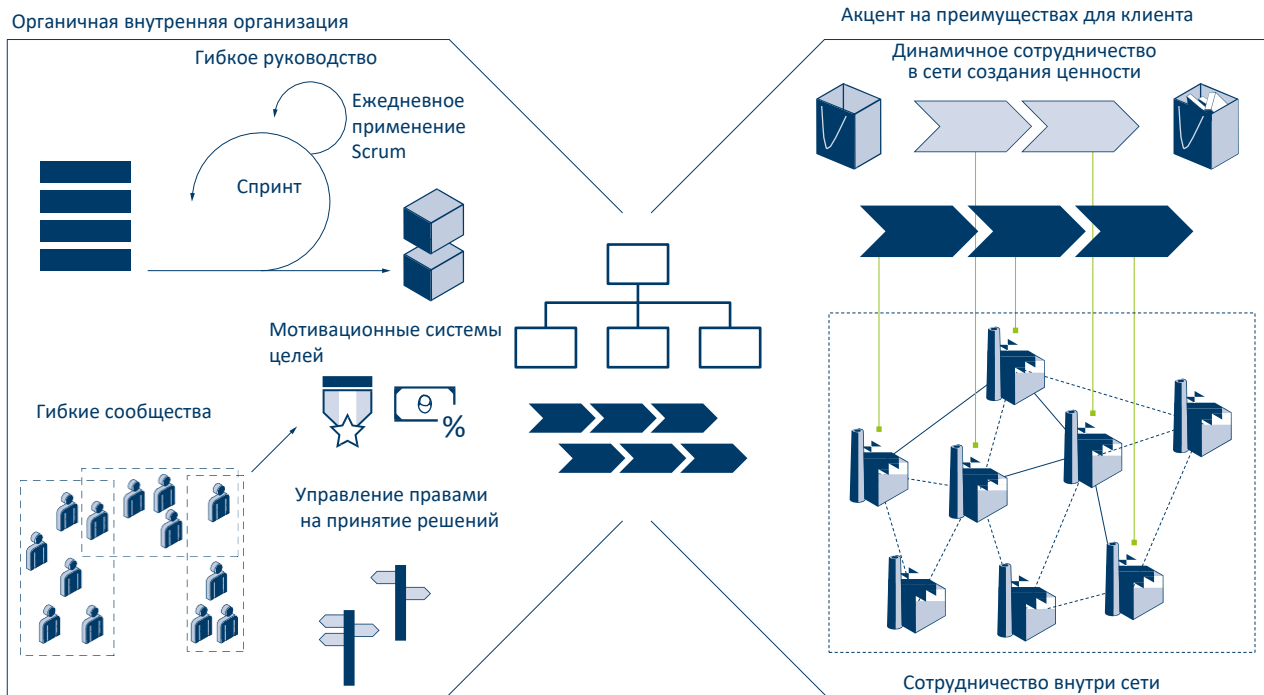 Органичная внутренняя организация
Гибкое руководство
Ежедневное
применение
Scrum
Спринт
Мотивационные системы
целей
%
Гибкие сообщества
Управление правами
на принятие решений
Акцент на преимуществах для клиента
Динамичное сотрудничество
в сети создания ценности
Сотрудничество внутри сети